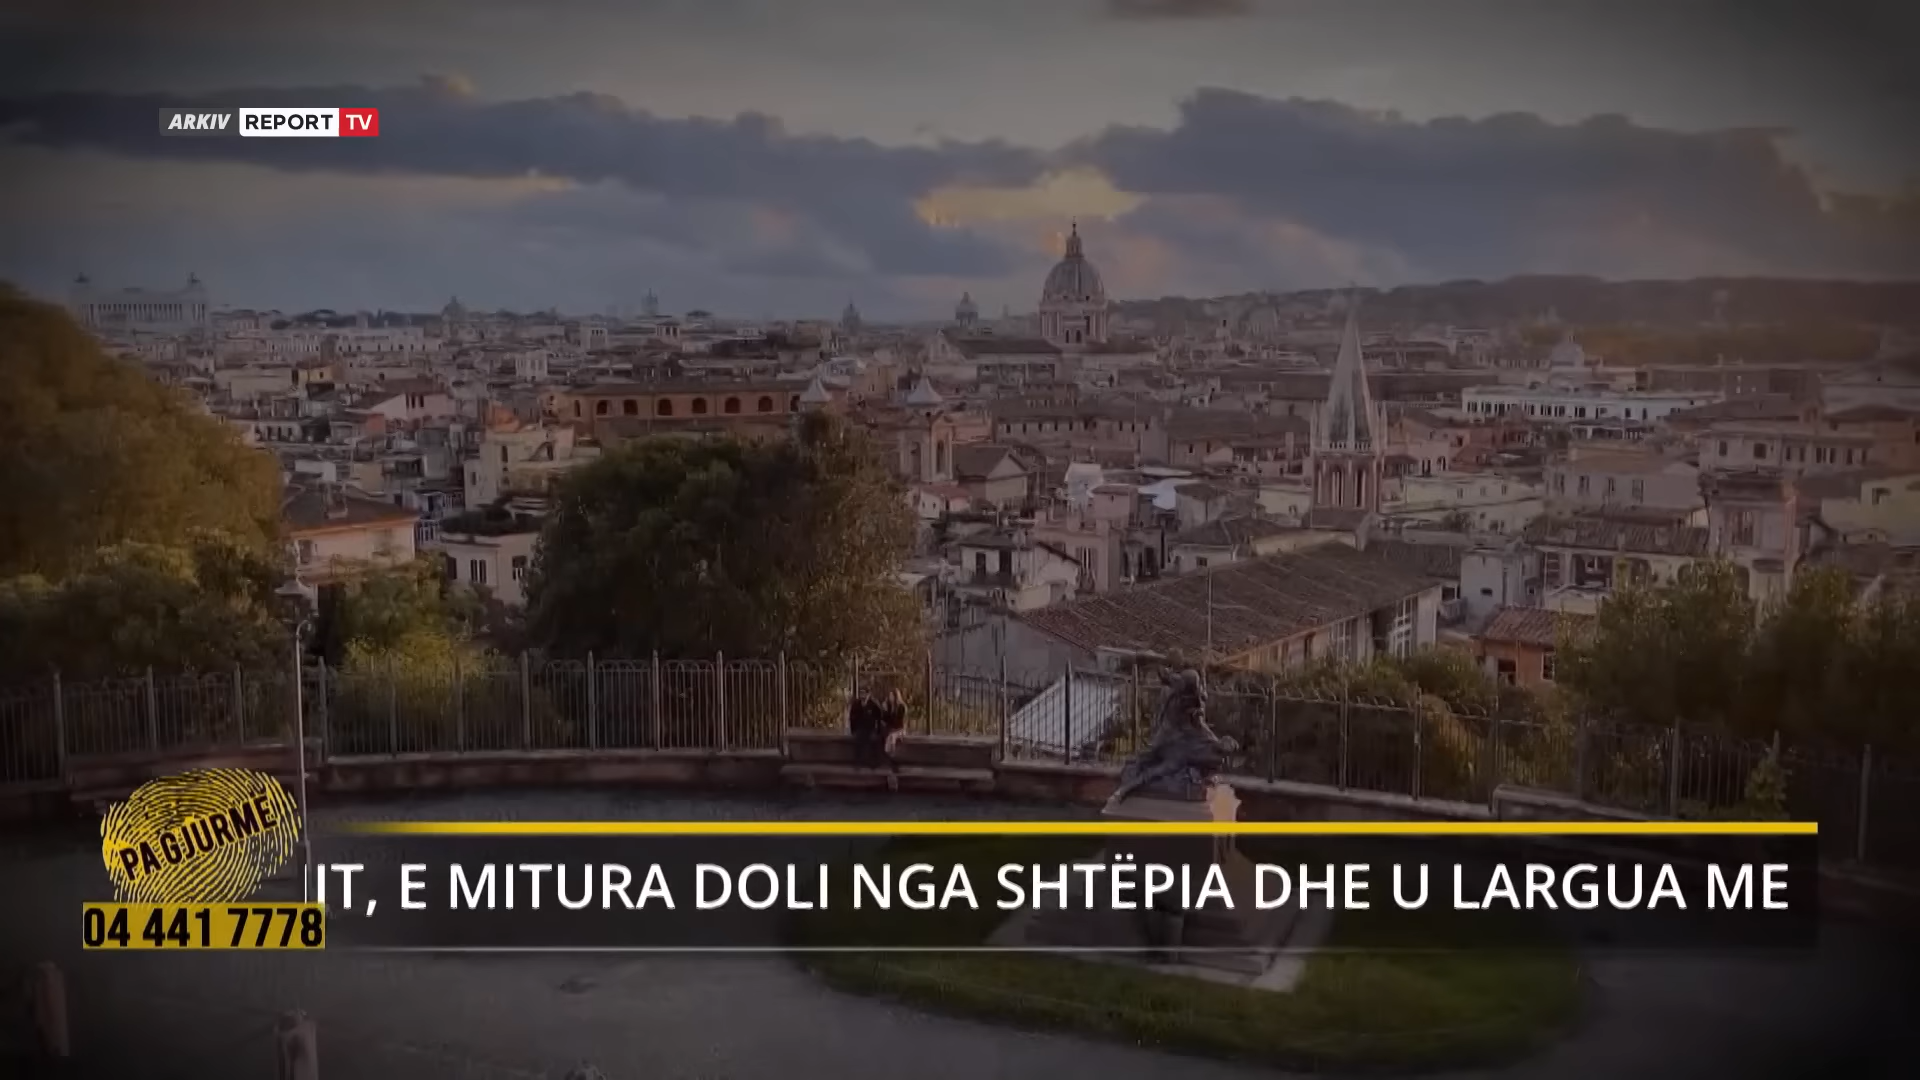 ARKIV REPORT TV
PA GJURMË
04 441 7778
IT, E MITURA DOLI NGA SHTËPIA DHE U LARGUA ME